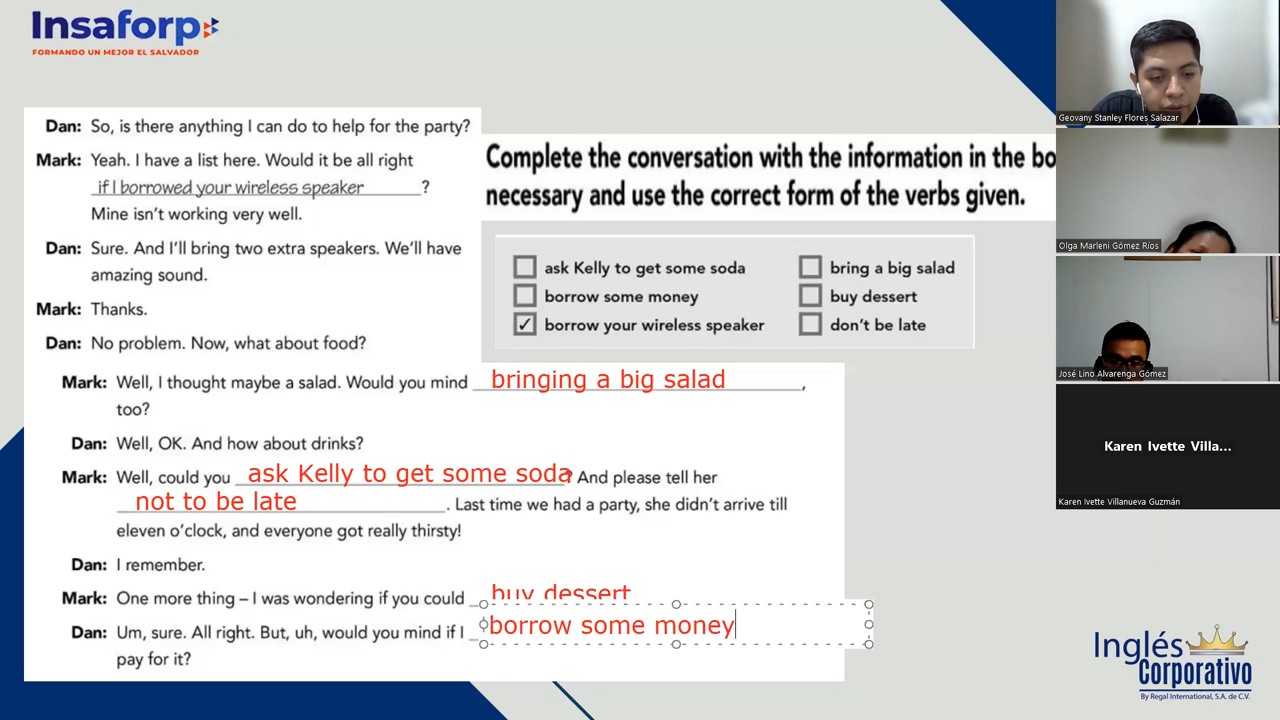 Insaforp
FORMANDO UN MEJOR EL SALVADOR
Dan: So, is there anything I can do to help for the party?
Mark: Yeah. I have a list here. Would it be all right
if I borrowed your wireless speaker ?
Mine isn't working very well.
Dan: Sure. And I'll bring two extra speakers. We'll have
amazing sound.
Mark: Thanks.
Dan: No problem. Now, what about food?
Complete the conversation with the information in the bo
necessary and use the correct form of the verbs given.
ask Kelly to get some soda
borrow some money
✓ borrow your wireless speaker
bring a big salad
buy dessert
don't be late
Mark: Well, I thought maybe a salad. Would you mind bringing a big salad ,
too?
Dan: Well, OK. And how about drinks?
Mark: Well, could you ask Kelly to get some soda ? And please tell her
not to be late . Last time we had a party, she didn't arrive till
eleven o'clock, and everyone got really thirsty!
Dan: I remember.
Mark: One more thing – I was wondering if you could buy dessert
Dan: Um, sure. All right. But, uh, would you mind if I borrow some money
pay for it?
Geovany Stanley Flores Salazar
Olga Marleni Gómez Ríos
José Lino Alvarenga Gómez
Karen Ivette Villa...
Karen Ivette Villanueva Guzmán
Inglés
Corporativo
By Regal International, S.A. de C.V.